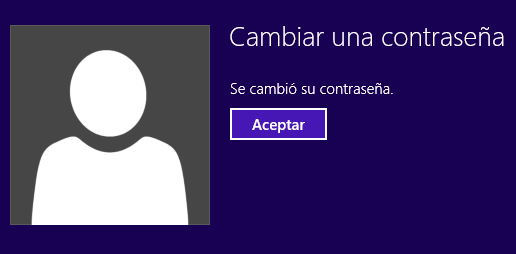 Cambiar una contraseña
Se cambió su contraseña.
Aceptar